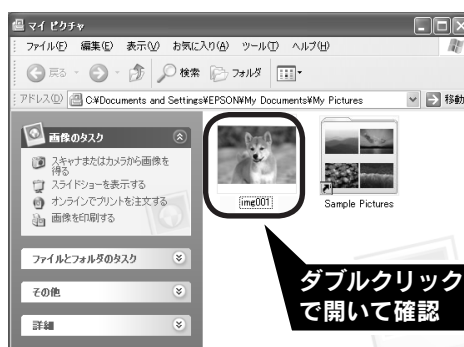 マイ ピクチャ
ファイル(F) 編集(E) 表示(V) お気に入り(A) ツール(T) ヘルプ(H)
戻る 検索 フォルダ
アドレス(D) C:¥Documents and Settings¥EPSON¥My Documents¥My Pictures 移動
画像のタスク
スキャナまたはカメラから画像を
得る
スライドショーを表示する
オンラインでプリントを注文する
画像を印刷する
ファイルとフォルダのタスク
その他
詳細
img001
Sample Pictures
ダブルクリック
で開いて確認